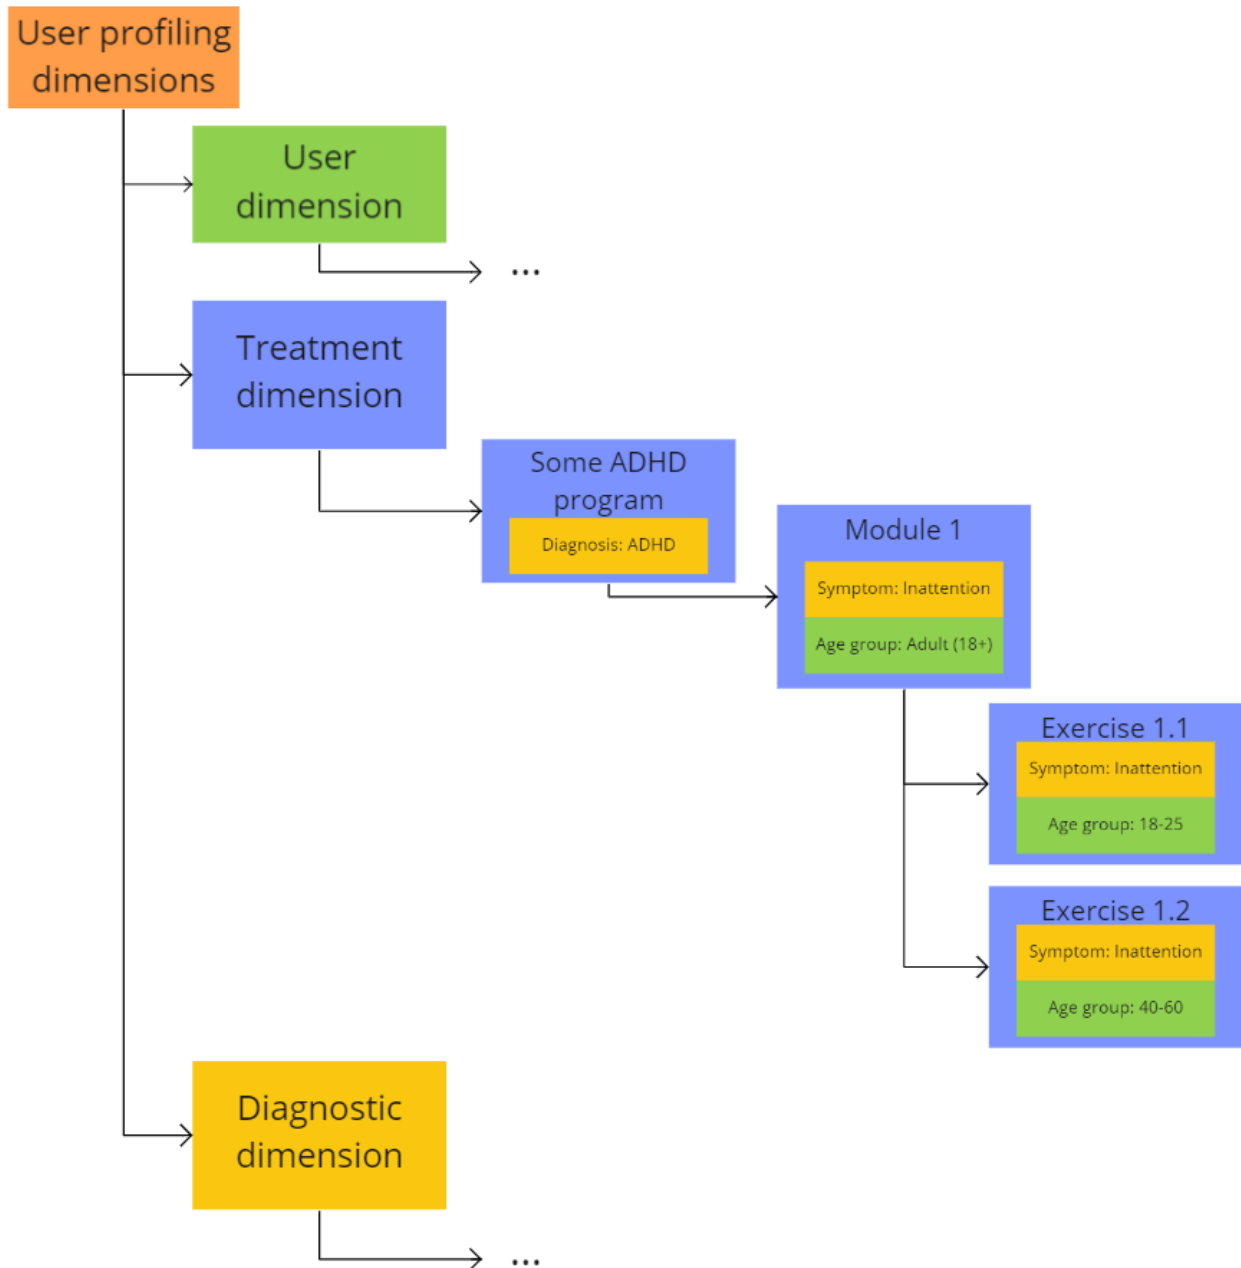 User profiling
dimensions
User
dimension
...
Treatment
dimension
Some ADHD
program
Diagnosis: ADHD
Module 1
Symptom: Inattention
Age group: Adult (18+)
Exercise 1.1
Symptom: Inattention
Age group: 18-25
Exercise 1.2
Symptom: Inattention
Age group: 40-60
Diagnostic
dimension
...